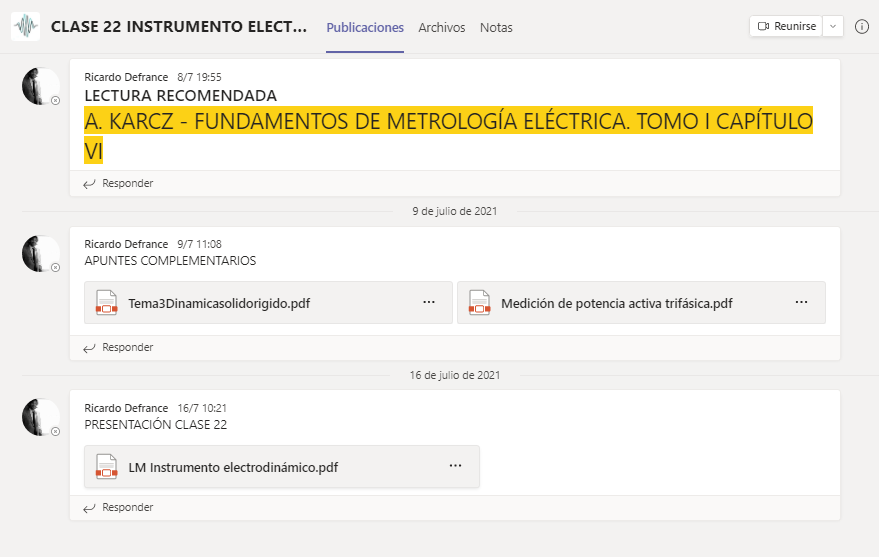 CLASE 22 INSTRUMENTO ELECT...
Publicaciones
Archivos
Notas
Reunirse
Ricardo Defrance 8/7 19:55
LECTURA RECOMENDADA
A. KARCZ - FUNDAMENTOS DE METROLOGÍA ELÉCTRICA. TOMO I CAPÍTULO
VI
Responder
9 de julio de 2021
Ricardo Defrance 9/7 11:08
APUNTES COMPLEMENTARIOS
Tema3Dinamicasolidorigido.pdf
Medición de potencia activa trifásica.pdf
Responder
16 de julio de 2021
Ricardo Defrance 16/7 10:21
PRESENTACIÓN CLASE 22
LM Instrumento electrodinámico.pdf
Responder